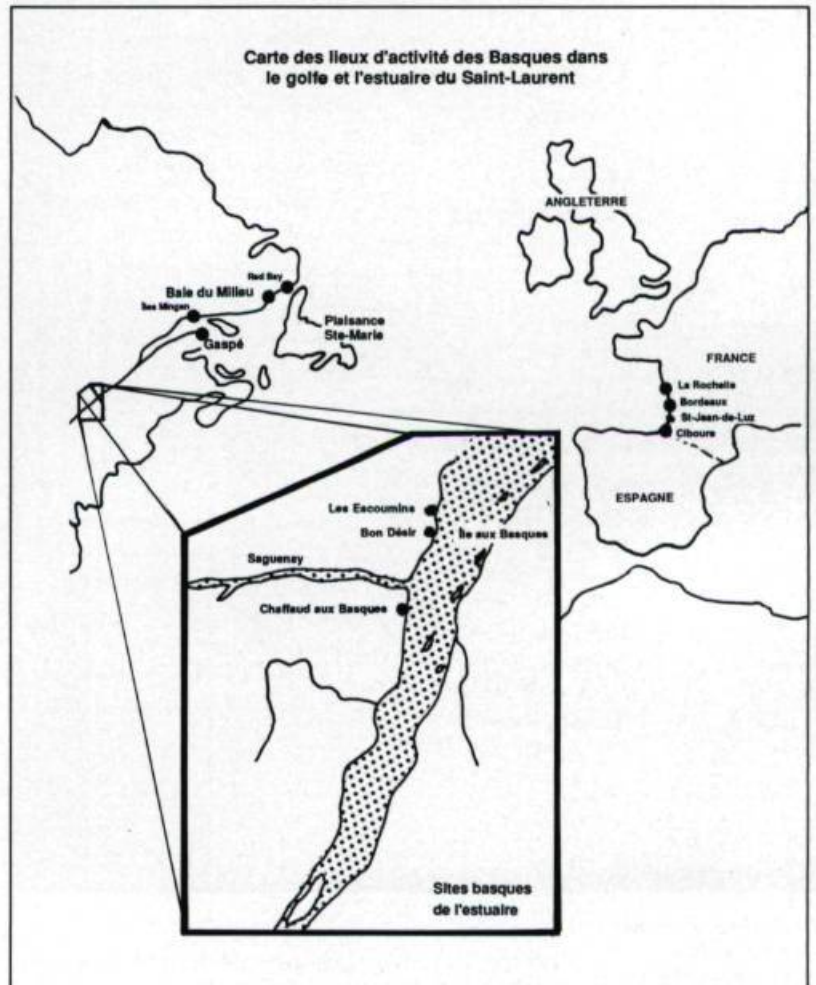 Carte des lieux d'activité des Basques dans
le golfe et l'estuaire du Saint-Laurent
ANGLETERRE
Red Bay
Baie du Milieu
Îles Mingan
Gaspé
Plaisance
Ste-Marie
FRANCE
La Rochelle
Bordeaux
St-Jean-de-Luz
Ciboure
ESPAGNE
Les Escoumins
Bon Désir
Île aux Basques
Saguenay
Chaffaud aux Basques
Sites basques
de l'estuaire